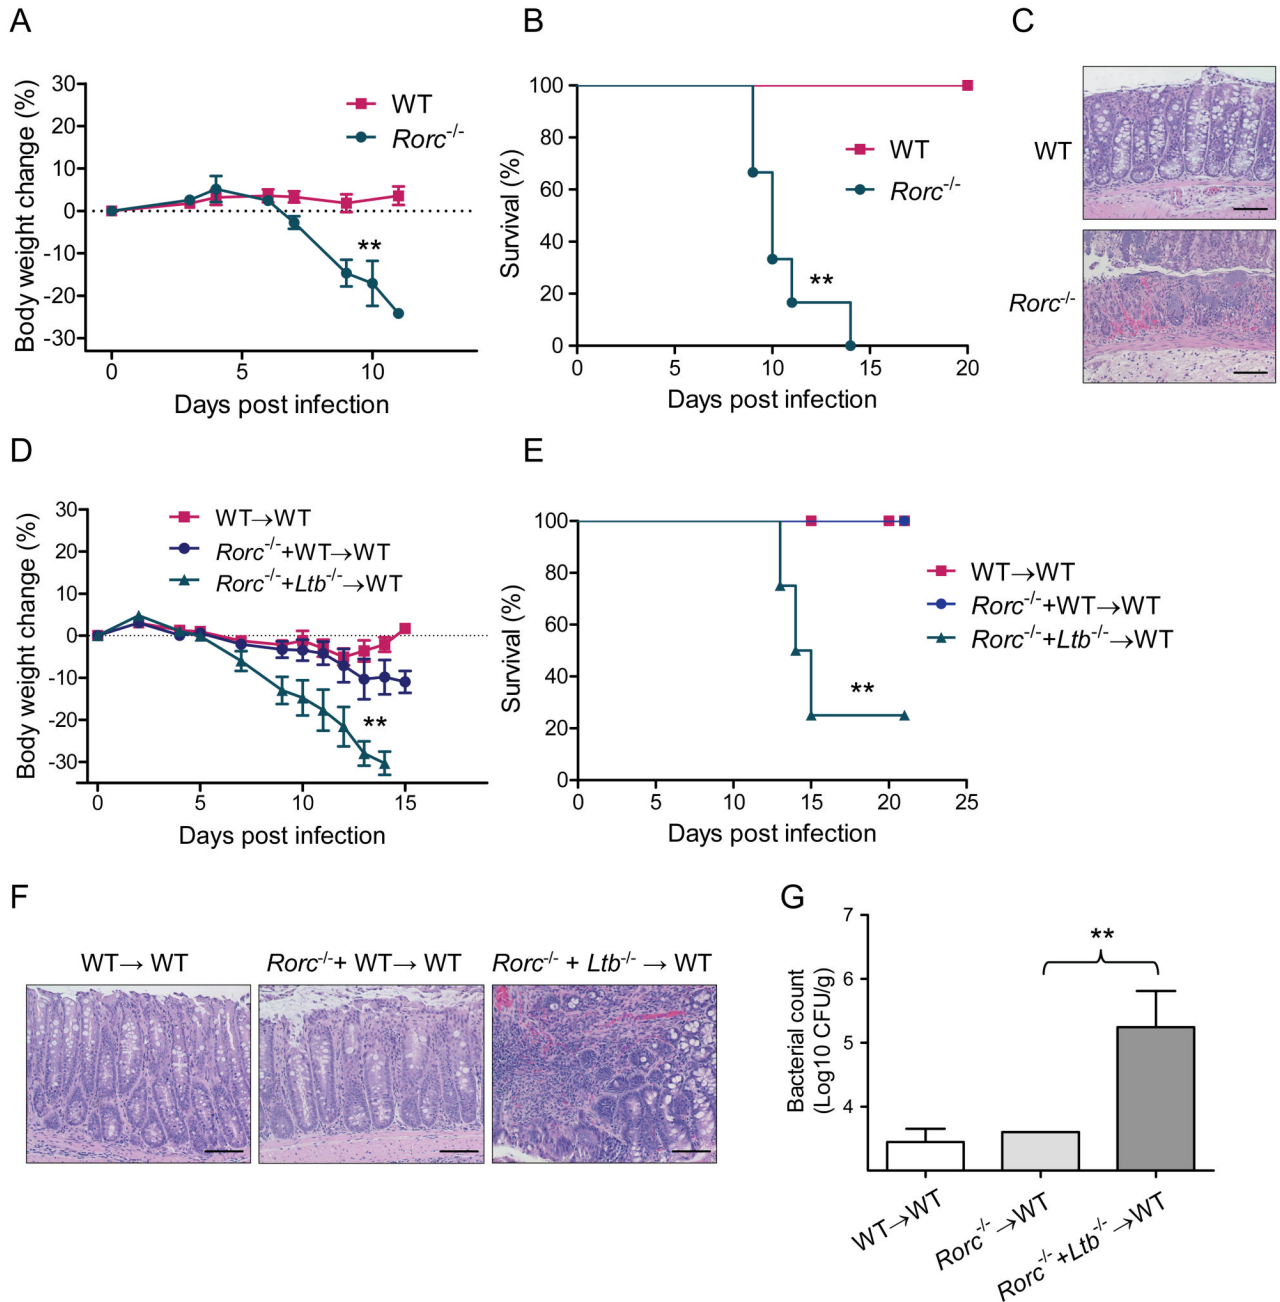 A
Body weight change (%)
30
20
10
0
-10
-20
-30
WT
Rorc-/-
**
0 5 10
Days post infection
B
Survival (%)
100
80
60
40
20
0
WT
Rorc-/-
**
0 5 10 15 20
Days post infection
C
WT
Rorc-/-
D
Body weight change (%)
30
20
10
0
-10
-20
-30
WT→WT
Rorc-/-+WT→WT
Rorc-/-+Ltb-/-→WT
**
0 5 10 15
Days post infection
E
Survival (%)
100
80
60
40
20
0
WT→WT
Rorc-/-+WT→WT
Rorc-/-+Ltb-/-→WT
**
0 5 10 15 20 25
Days post infection
F
WT→ WT
Rorc-/-+ WT→ WT
Rorc-/- + Ltb-/- → WT
G
Bacterial count
(Log10 CFU/g)
7
6
5
4
**
WT→WT
Rorc-/-→WT
Rorc-/-+Ltb-/-→WT